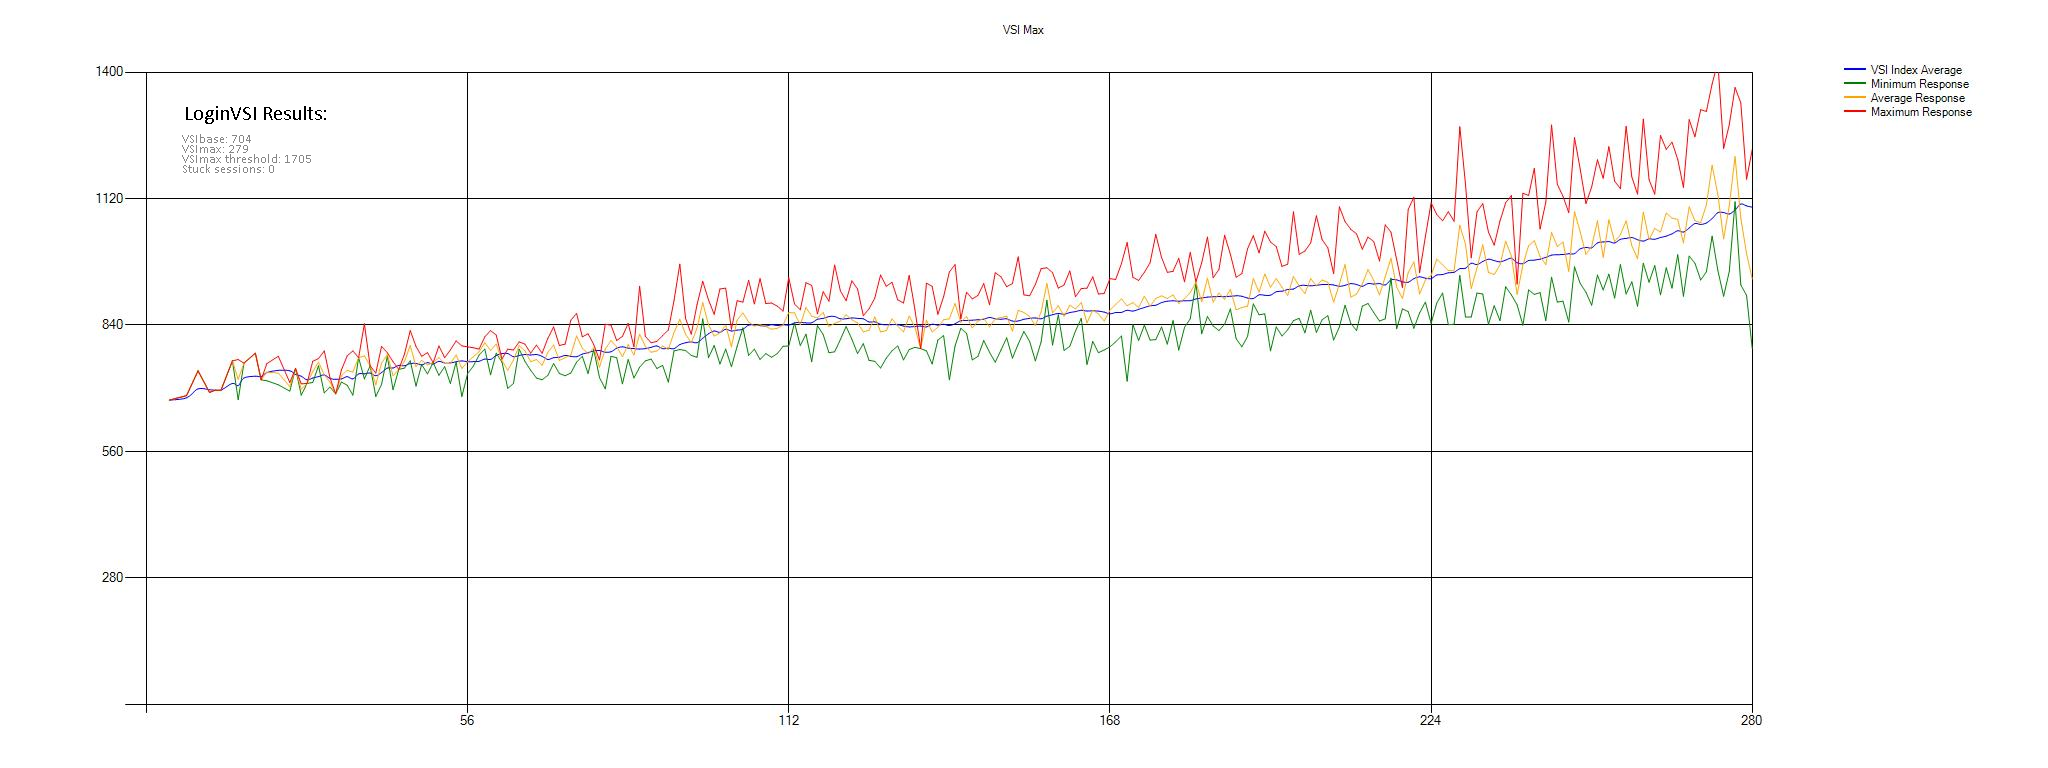 VSI Max
1400
1120
840
560
280
56
112
168
224
280
LoginVSI Results:
VSIbase: 704
VSImax: 279
VSImax threshold: 1705
Stuck sessions: 0
VSI Index Average
Minimum Response
Average Response
Maximum Response